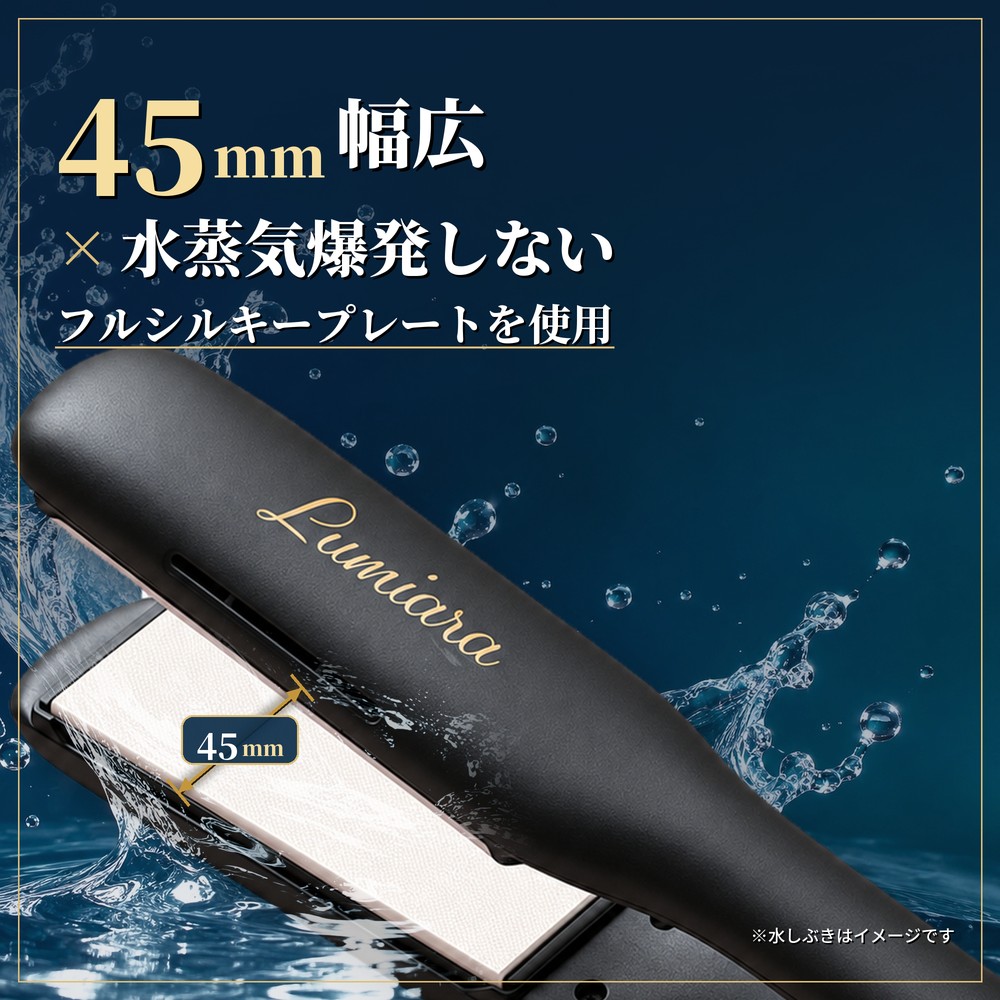 45mm 幅広
× 水蒸気爆発しない
フルシルキープレートを使用
Lumiara
45mm
※水しぶきはイメージです